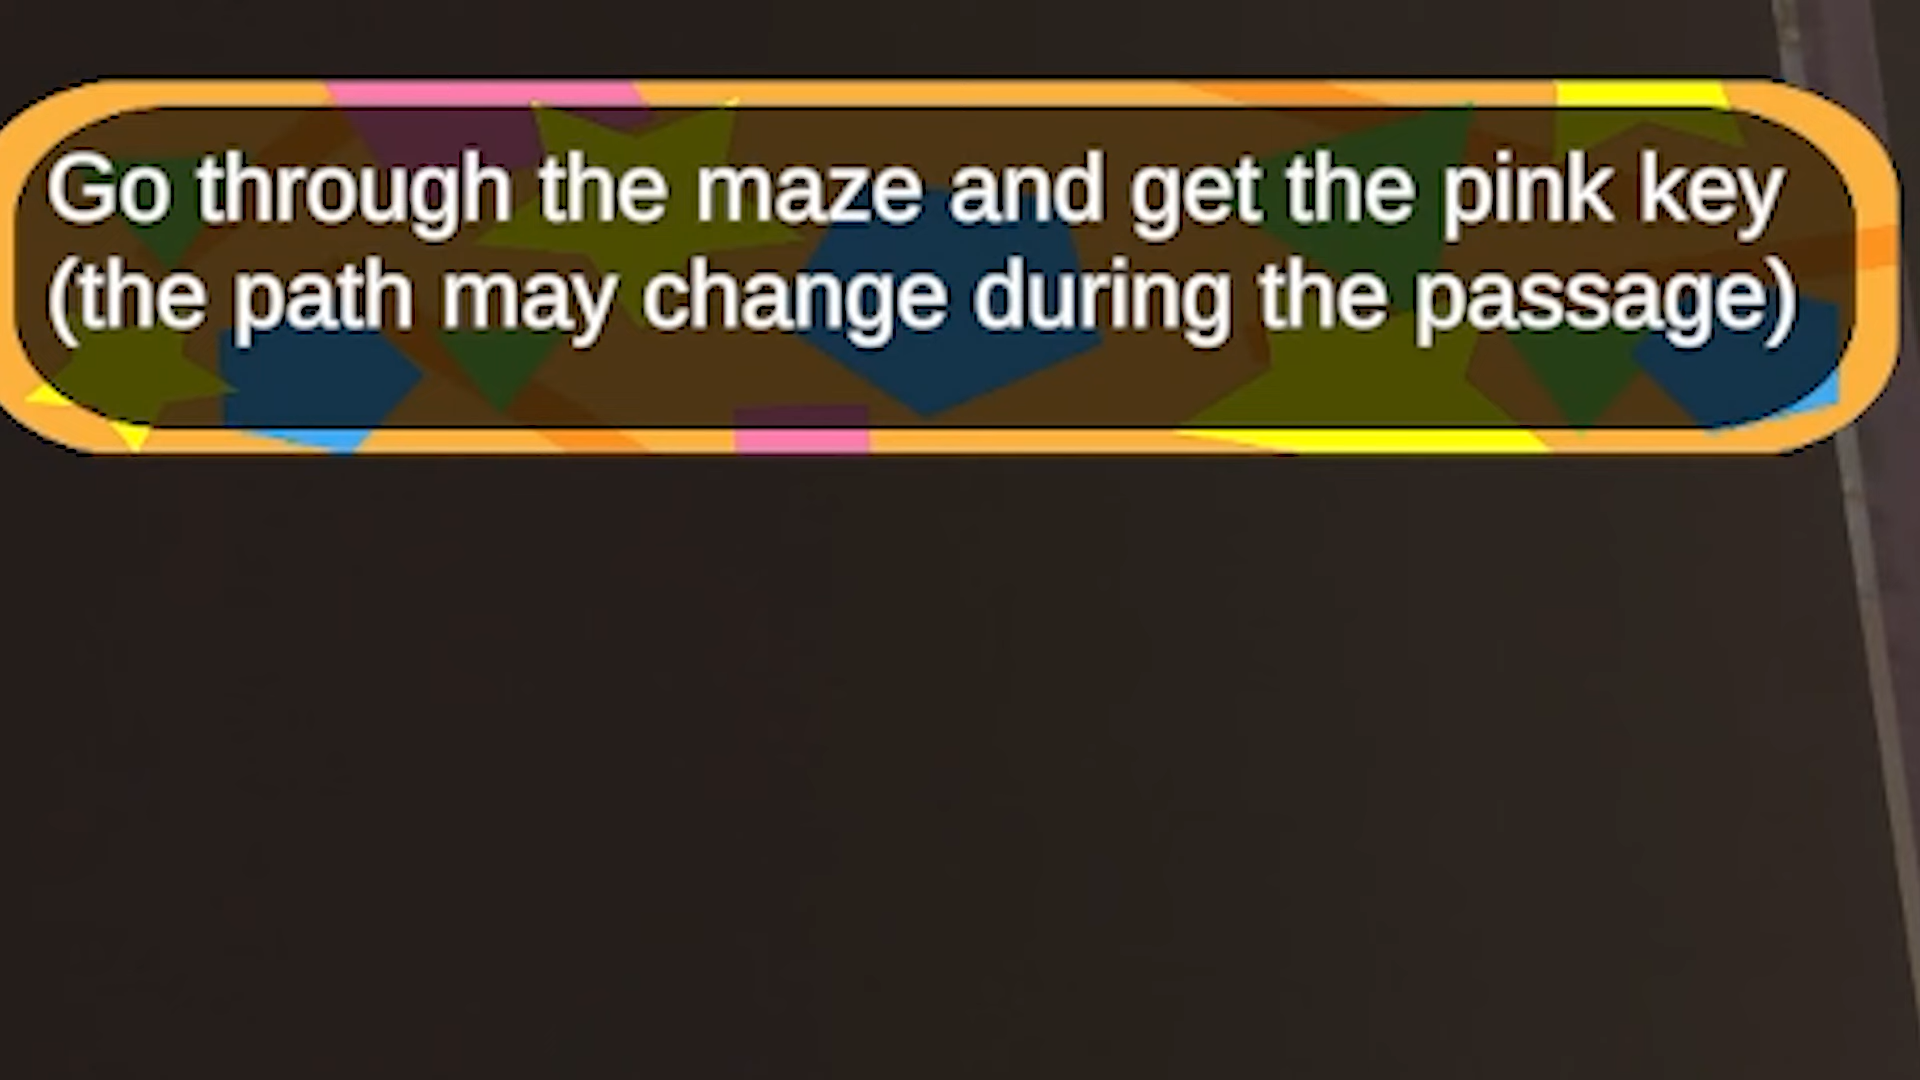 Go through the maze and get the pink key
(the path may change during the passage)